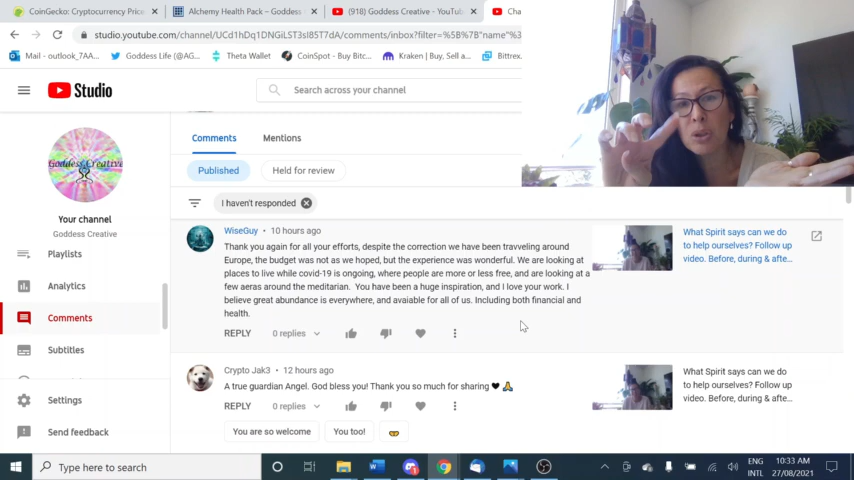 CoinGecko: Cryptocurrency Price
Alchemy Health Pack – Goddess
(918) Goddess Creative - YouTub
Cha
studio.youtube.com/channel/UCd1hDq1DNGiLST3sI85T7dA/comments/inbox?filter=%5B%7B"name"%3
Mail - outlook_7AA...
Goddess Life (@AG...
Theta Wallet
CoinSpot - Buy Bitc...
Kraken | Buy, Sell a...
Bittrex
Studio
Search across your channel
Goddess Creative
Your channel
Goddess Creative
Playlists
Analytics
Comments
Subtitles
Settings
Send feedback
Comments
Mentions
Published
Held for review
I haven't responded
WiseGuy • 10 hours ago
Thank you again for all your efforts, despite the correction we have been travveling around
Europe, the budget was not as we hoped, but the experience was wonderful. We are looking at
places to live while covid-19 is ongoing, where people are more or less free, and are looking at a
few aeras around the meditarian. You have been a huge inspiration, and I love your work. I
believe great abundance is everywhere, and avaiable for all of us. Including both financial and
health.
REPLY
0 replies
What Spirit says can we do
to help ourselves? Follow up
video. Before, during & afte...
Crypto Jak3 • 12 hours ago
A true guardian Angel. God bless you! Thank you so much for sharing 🖤 🙏
REPLY
0 replies
You are so welcome
You too!
What Spirit says can we do
to help ourselves? Follow up
video. Before, during & afte...
Type here to search
ENG
INTL
10:33 AM
27/08/2021